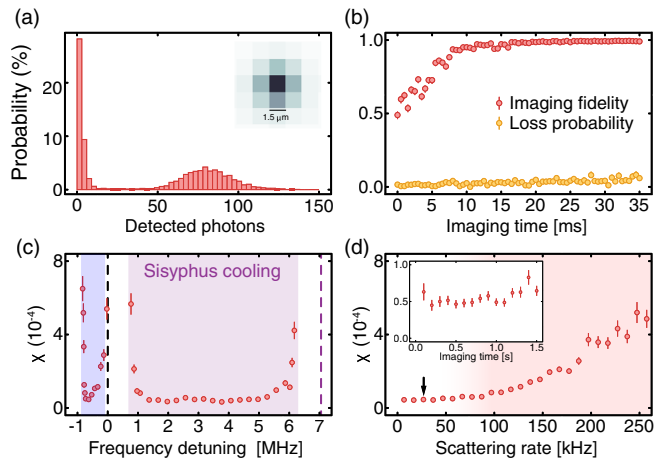 (a)
Probability (%)
20
10
0
1.5 μm
0
50
100
150
Detected photons
(b)
1.0
0.5
0.0
Imaging fidelity
Loss probability
0 5 10 15 20 25 30 35
Imaging time [ms]
(c)
χ (10⁻⁴)
8
4
0
Sisyphus cooling
-1 0 1 2 3 4 5 6 7
Frequency detuning [MHz]
(d)
χ (10⁻⁴)
8
4
0
1.0
0.5
0.0
0.0 0.5 1.0 1.5
Imaging time [s]
0 50 100 150 200 250
Scattering rate [kHz]